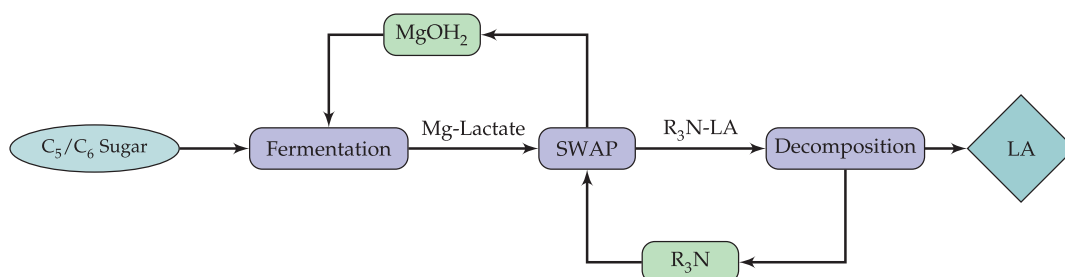 MgOH₂
C₅/C₆ Sugar
Fermentation
Mg-Lactate
SWAP
R₃N-LA
Decomposition
LA
R₃N